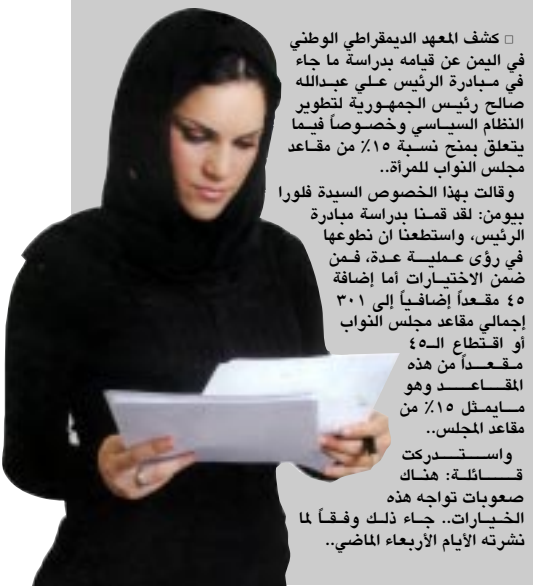 □ كشف المعهد الديمقراطي الوطني
في اليمن عن قيامه بدراسة ما جاء
في مبادرة الرئيس علي عبدالله
صالح رئيس الجمهورية لتطوير
النظام السياسي وخصوصاً فيما
يتعلق بمنح نسبة ١٥٪ من مقاعد
مجلس النواب للمرأة..
وقالت بهذا الخصوص السيدة فلورا
بيومن: لقد قمنا بدراسة مبادرة
الرئيس، واستطعنا ان نطوعها
في رؤى عملية عدة، فمن
ضمن الاختيارات أما إضافة
٤٥ مقعداً إضافياً إلى ٣٠١
إجمالي مقاعد مجلس النواب
أو اقتطاع الــ٤٥
مقعداً من هذه
المقاعد وهو
مايمثل ١٥٪ من
مقاعد المجلس..
واستدركت
قائلة: هناك
صعوبات تواجه هذه
الخيارات.. جاء ذلك وفقاً لما
نشرته الأيام الأربعاء الماضي..